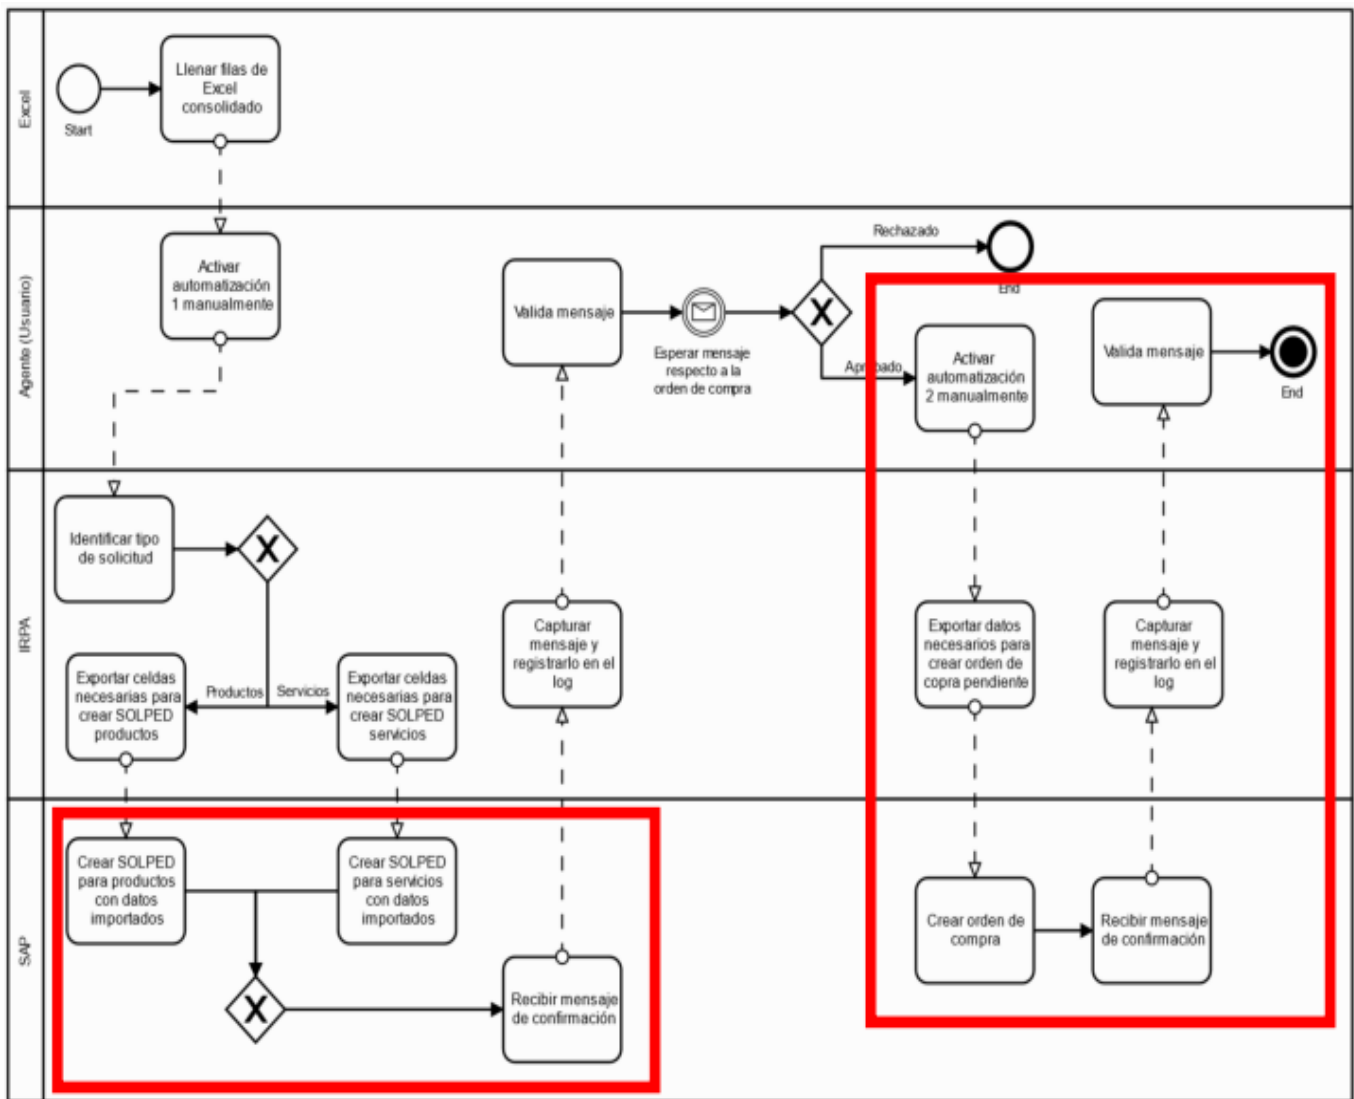 Excel
Start
Llenar filas de
Excel
consolidado
Agente (Usuario)
Activar
automatización
1 manualmente
Valida mensaje
Esperar mensaje
respecto a la
orden de compra
X
Rechazado
End
Aprobado
Activar
automatización
2 manualmente
Valida mensaje
End
IRPA
Identificar tipo
de solicitud
X
Exportar celdas
necesarias para
crear SOLPED
productos
Productos
Servicios
Exportar celdas
necesarias para
crear SOLPED
servicios
Capturar
mensaje y
registrarlo en el
log
Exportar datos
necesarios para
crear orden de
copra pendiente
Capturar
mensaje y
registrarlo en el
log
SAP
Crear SOLPED
para productos
con datos
importados
Crear SOLPED
para servicios
con datos
importados
X
Recibir mensaje
de confirmación
Crear orden de
compra
Recibir mensaje
de confirmación